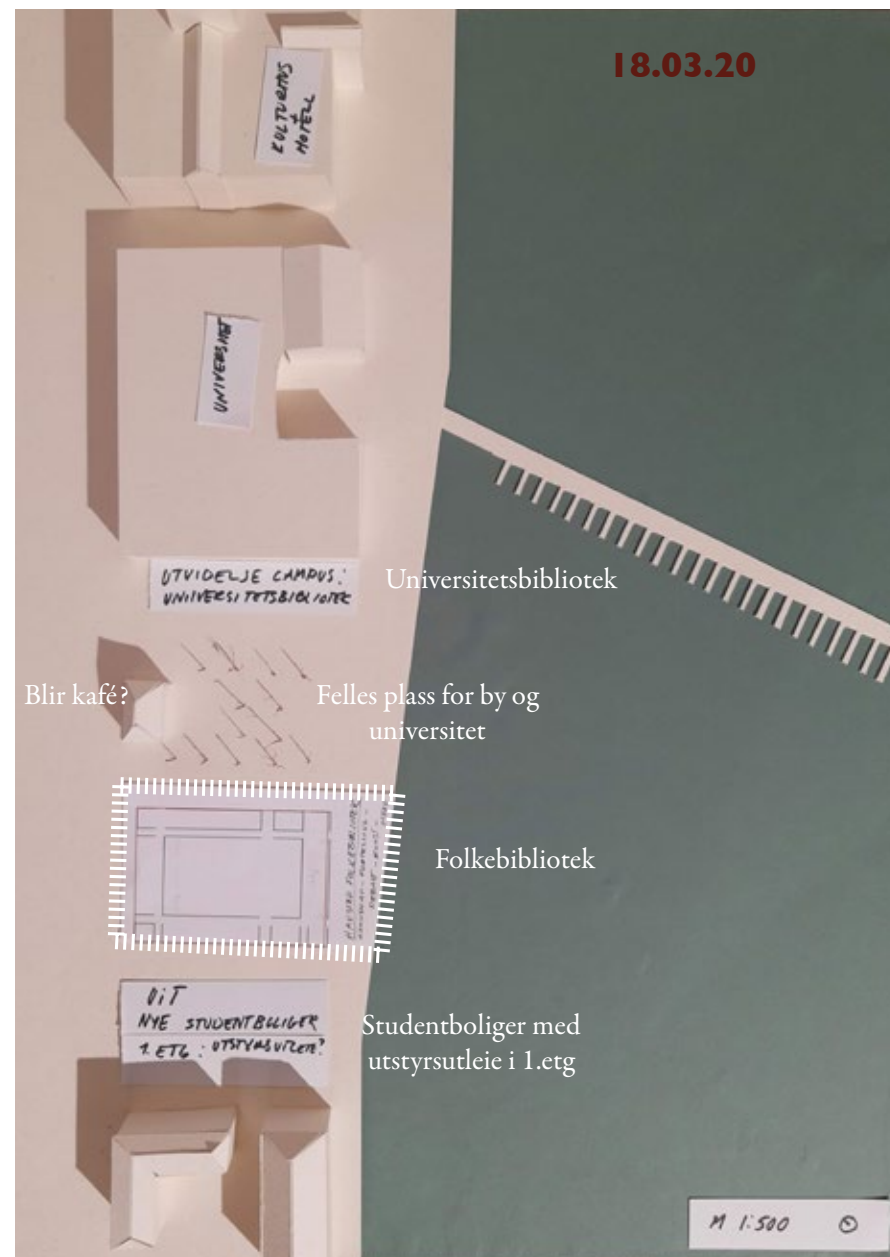 18.03.20
KULTURHUS
+
HOTELL
UNIVERSITET
UTVIDELSE CAMPUS:
UNIVERSITETSBIBLIOTEK
Universitetsbibliotek
Blir kafé?
Felles plass for by og
universitet
FOLKEBIBLIOTEK
Folkebibliotek
UiT
NYE STUDENTBOLIGER
1. ETG: UTSTYRSUTLEIE?
Studentboliger med
utstyrsutleie i 1.etg
M 1:500